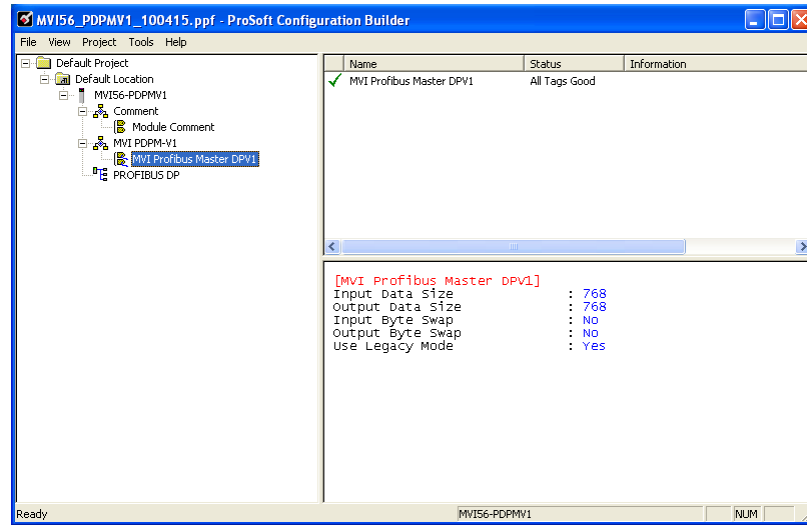 MVI56_PDPMV1_100415.ppf - ProSoft Configuration Builder
File View Project Tools Help
Default Project
Default Location
MVI56-PDPMV1
Comment
Module Comment
MVI PDPM-V1
MVI Profibus Master DPV1
PROFIBUS DP
Name Status Information
MVI Profibus Master DPV1 All Tags Good
[MVI Profibus Master DPV1]
Input Data Size : 768
Output Data Size : 768
Input Byte Swap : No
Output Byte Swap : No
Use Legacy Mode : Yes
Ready MVI56-PDPMV1 NUM